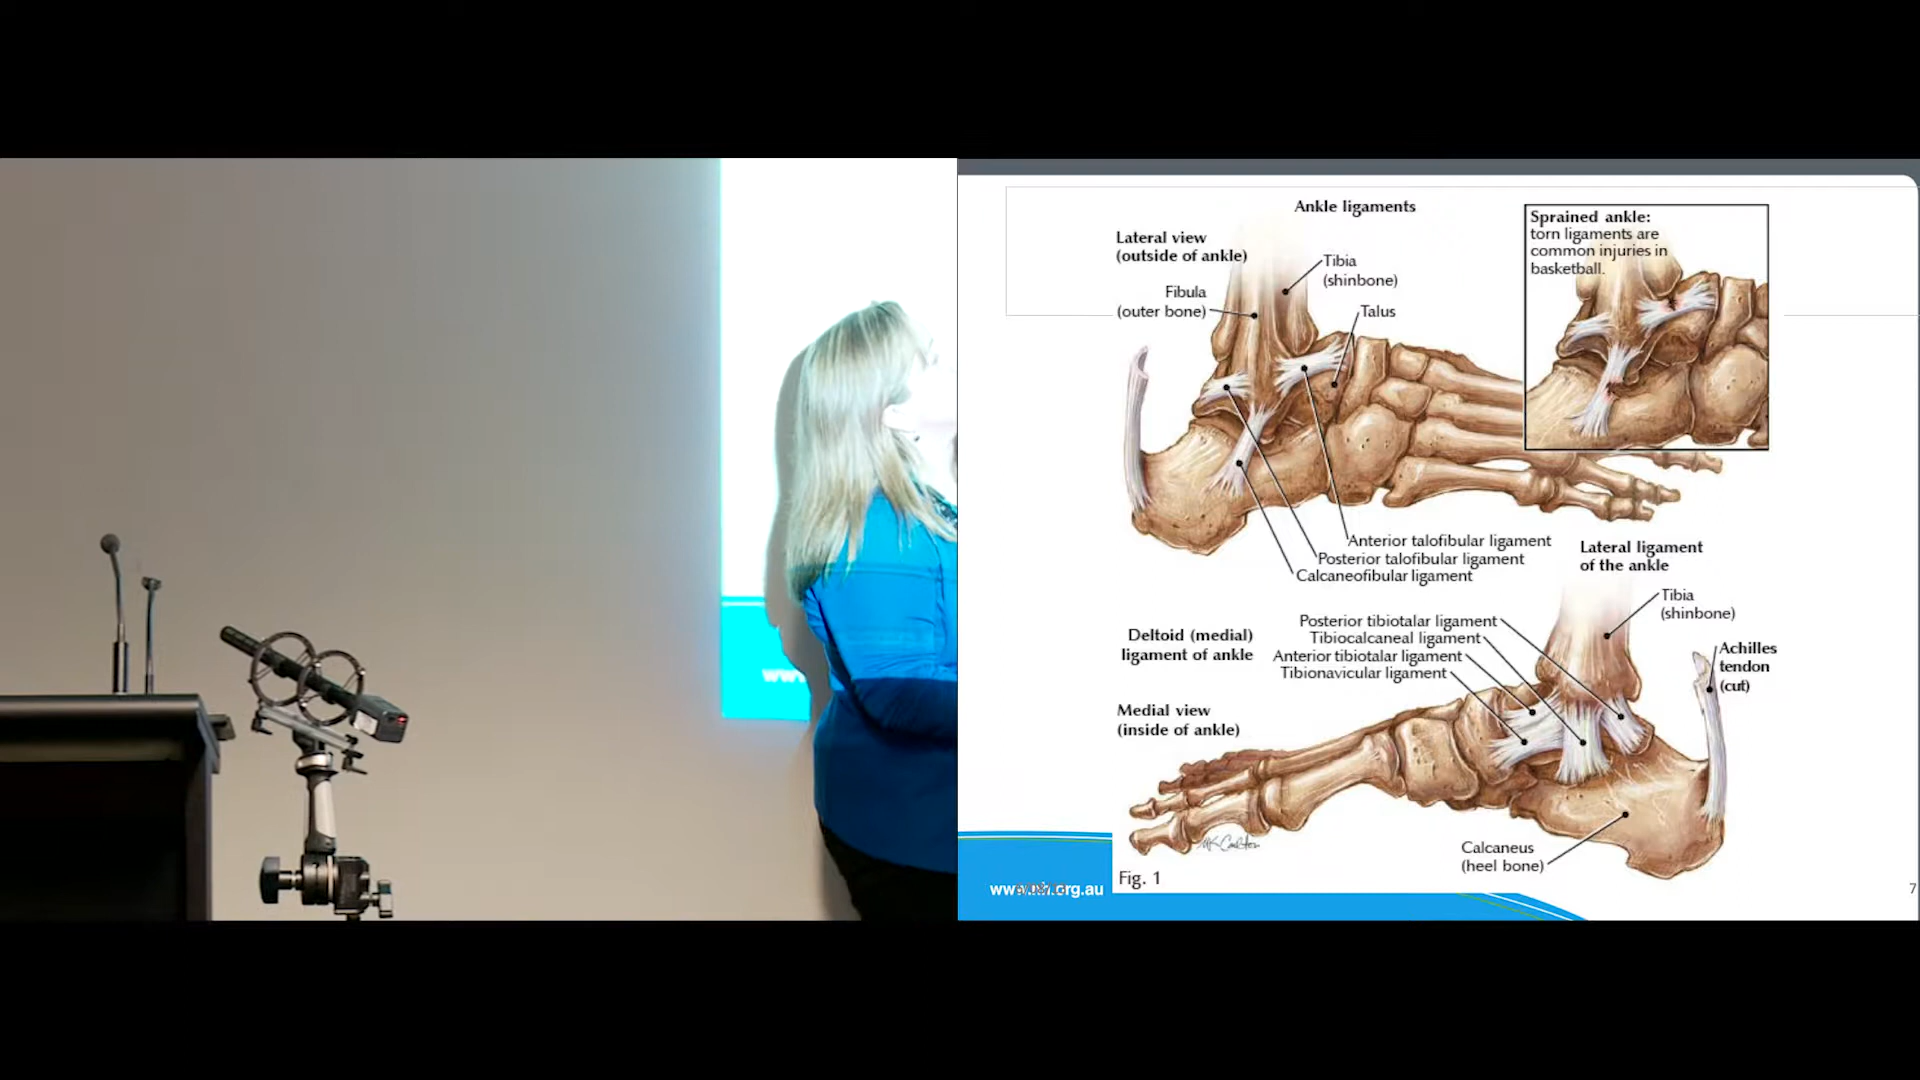 Ankle ligaments
Lateral view
(outside of ankle)
Tibia
(shinbone)
Fibula
(outer bone)
Talus
Sprained ankle:
torn ligaments are
common injuries in
basketball.
Anterior talofibular ligament
Posterior talofibular ligament
Calcaneofibular ligament
Lateral ligament
of the ankle
Tibia
(shinbone)
Posterior tibiotalar ligament
Tibiocalcaneal ligament
Anterior tibiotalar ligament
Tibionavicular ligament
Deltoid (medial)
ligament of ankle
Achilles
tendon
(cut)
Medial view
(inside of ankle)
Calcaneus
(heel bone)
Fig. 1
7